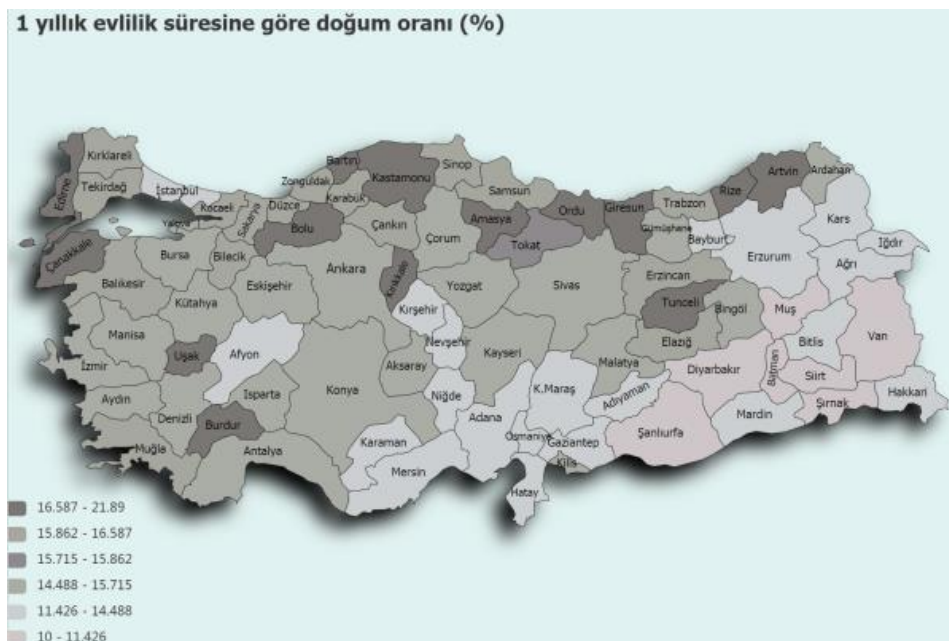 1 yıllık evlilik süresine göre doğum oranı (%)
Kırklareli
Edirne
Tekirdağ
İstanbul
Kocaeli
Yalova
Sakarya
Düzce
Zonguldak
Bartın
Karabük
Kastamonu
Sinop
Samsun
Ordu
Giresun
Trabzon
Rize
Artvin
Ardahan
Kars
Iğdır
Ağrı
Erzurum
Bayburt
Gümüşhane
Tokat
Amasya
Çorum
Çankırı
Bolu
Bilecik
Bursa
Çanakkale
Balıkesir
Kütahya
Eskişehir
Ankara
Kırıkkale
Yozgat
Sivas
Erzincan
Tunceli
Bingöl
Muş
Bitlis
Van
Hakkari
Şırnak
Siirt
Batman
Diyarbakır
Elazığ
Malatya
Kayseri
Kırşehir
Nevşehir
Aksaray
Konya
Afyon
Uşak
Manisa
İzmir
Aydın
Denizli
Isparta
Burdur
Muğla
Antalya
Karaman
Mersin
Niğde
Adana
K.Maraş
Osmaniye
Gaziantep
Adıyaman
Şanlıurfa
Mardin
Kilis
Hatay
16.587 - 21.89
15.862 - 16.587
15.715 - 15.862
14.488 - 15.715
11.426 - 14.488
10 - 11.426